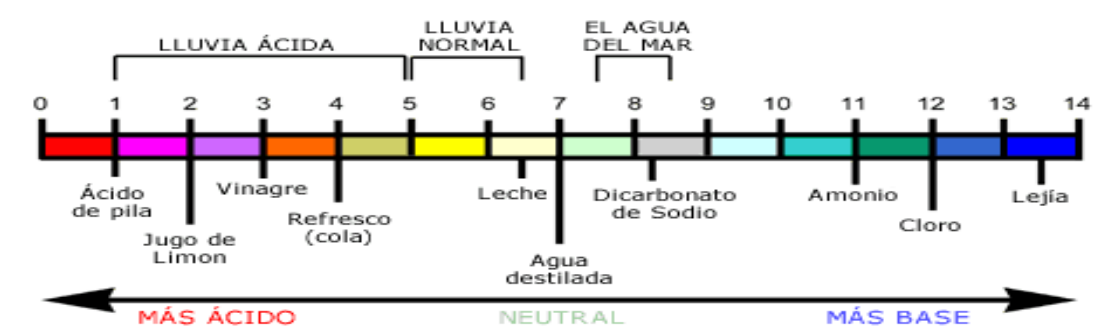 LLUVIA ÁCIDA
LLUVIA
NORMAL
EL AGUA
DEL MAR
0 1 2 3 4 5 6 7 8 9 10 11 12 13 14
Ácido
de pila
Jugo de
Limon
Vinagre
Refresco
(cola)
Leche
Agua
destilada
Dicarbonato
de Sodio
Amonio
Cloro
Lejía
MÁS ÁCIDO NEUTRAL MÁS BASE